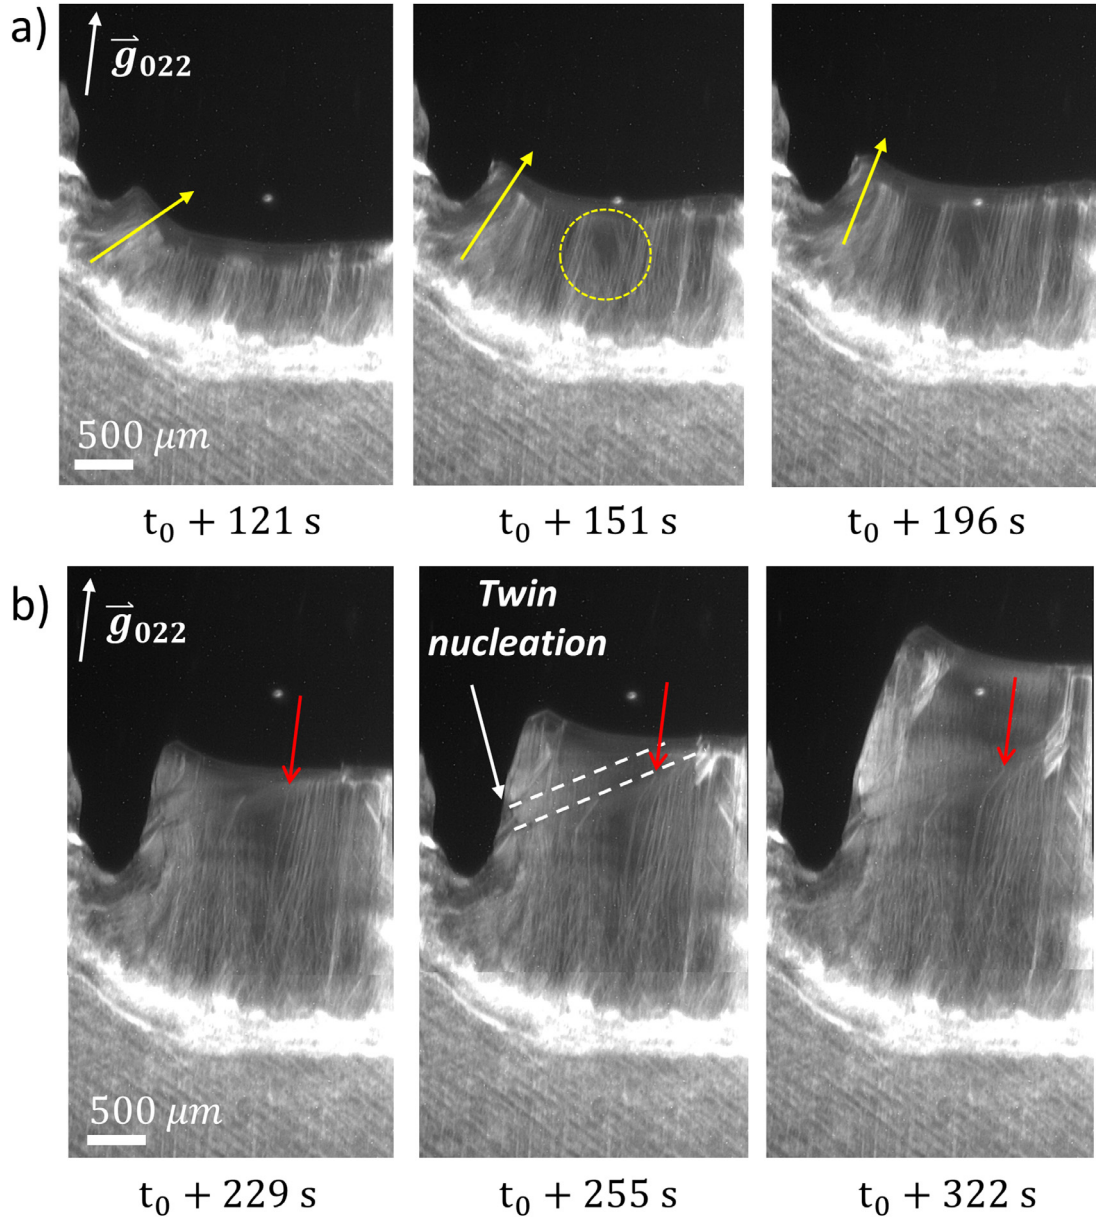 a)
g⃗₀₂₂
500 μm
t₀ + 121 s
t₀ + 151 s
t₀ + 196 s
b)
g⃗₀₂₂
Twin
nucleation
500 μm
t₀ + 229 s
t₀ + 255 s
t₀ + 322 s